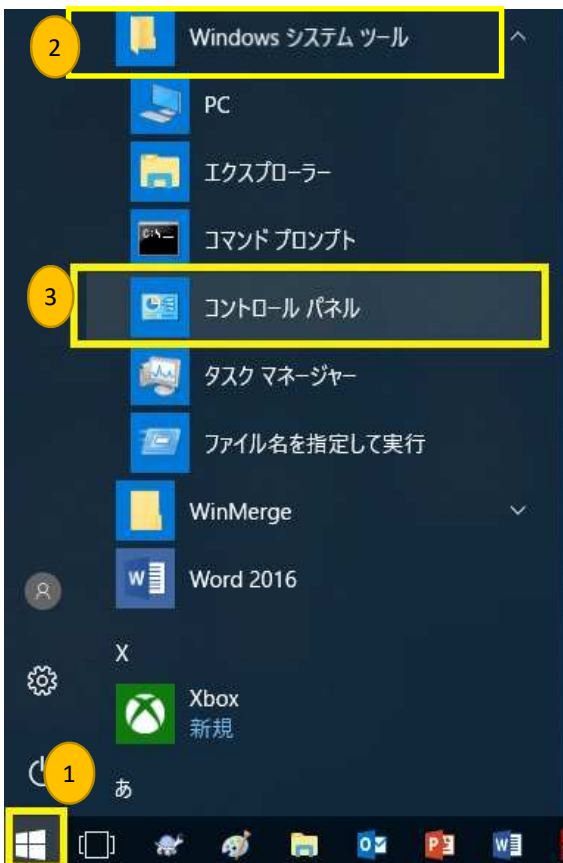 2
Windows システム ツール
PC
エクスプローラー
コマンド プロンプト
3
コントロール パネル
タスク マネージャー
ファイル名を指定して実行
WinMerge
Word 2016
X
Xbox
新規
1
あ